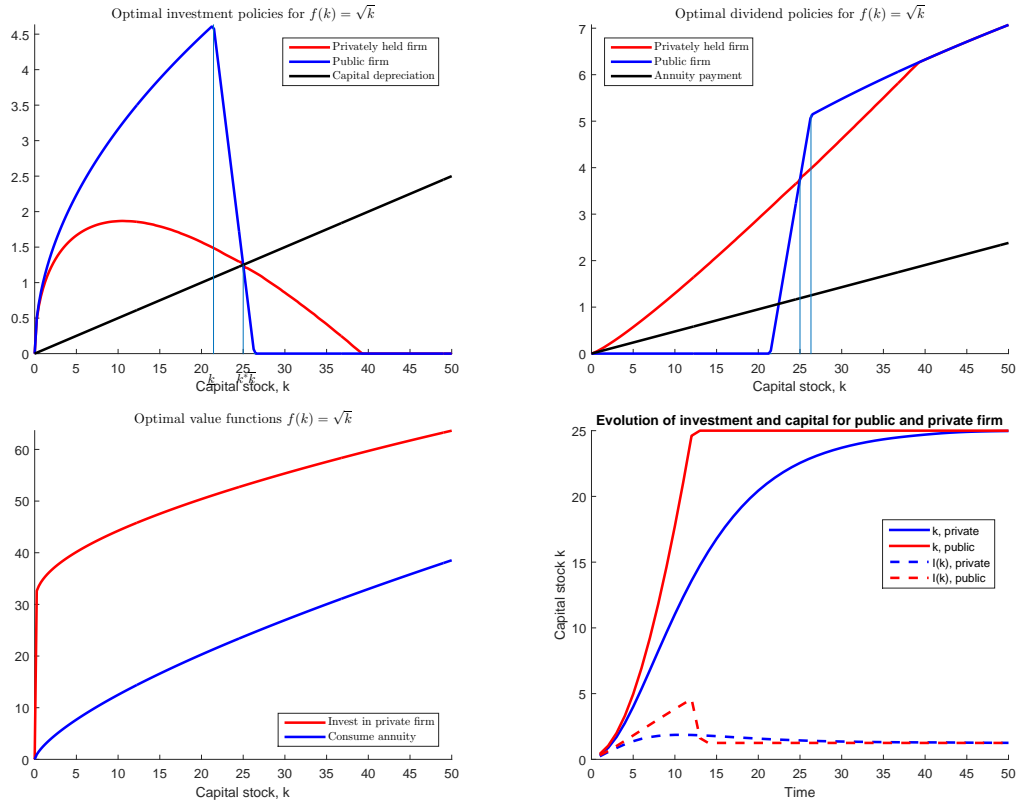 Optimal investment policies for f(k) = √k
4.5
4
3.5
3
2.5
2
1.5
1
0.5
0
Privately held firm
Public firm
Capital depreciation
0 5 10 15 20 25 30 35 40 45 50
k k* k̅
Capital stock, k
Optimal dividend policies for f(k) = √k
7
6
5
4
3
2
1
0
Privately held firm
Public firm
Annuity payment
0 5 10 15 20 25 30 35 40 45 50
Capital stock, k
Optimal value functions f(k) = √k
60
50
40
30
20
10
0
Invest in private firm
Consume annuity
0 5 10 15 20 25 30 35 40 45 50
Capital stock, k
Evolution of investment and capital for public and private firm
25
20
15
10
5
0
Capital stock k
k, private
k, public
I(k), private
I(k), public
0 5 10 15 20 25 30 35 40 45 50
Time